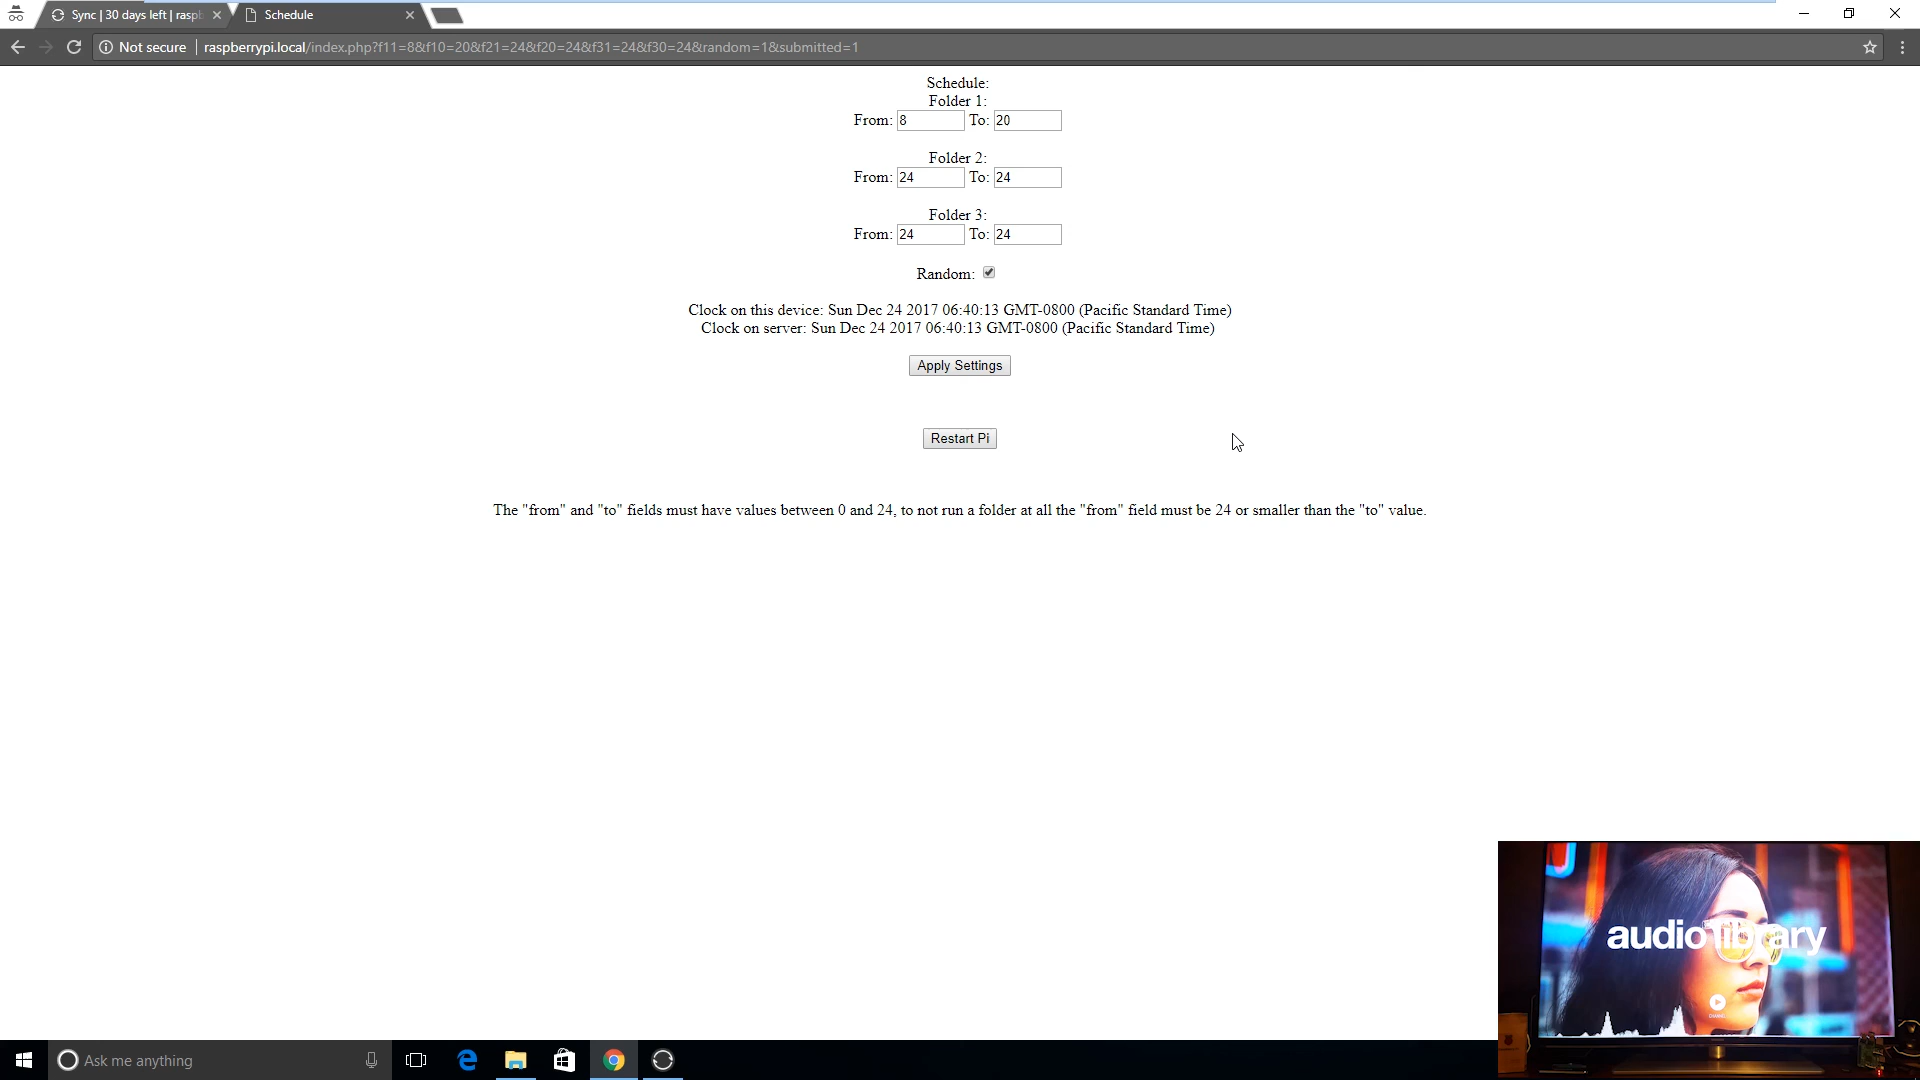 Sync | 30 days left | rasp
Schedule
Not secure
raspberrypi.local/index.php?f11=8&f10=20&f21=24&f20=24&f31=24&f30=24&random=1&submitted=1
Schedule:
Folder 1:
From: 8 To: 20
Folder 2:
From: 24 To: 24
Folder 3:
From: 24 To: 24
Random:
Clock on this device: Sun Dec 24 2017 06:40:13 GMT-0800 (Pacific Standard Time)
Clock on server: Sun Dec 24 2017 06:40:13 GMT-0800 (Pacific Standard Time)
Apply Settings
Restart Pi
The "from" and "to" fields must have values between 0 and 24, to not run a folder at all the "from" field must be 24 or smaller than the "to" value.
audio library
Ask me anything